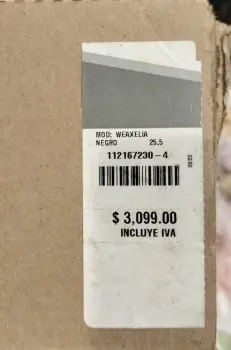 MOD: WEAXELIA
NEGRO 25.5
112167230-4
$ 3,099.00
INCLUYE IVA